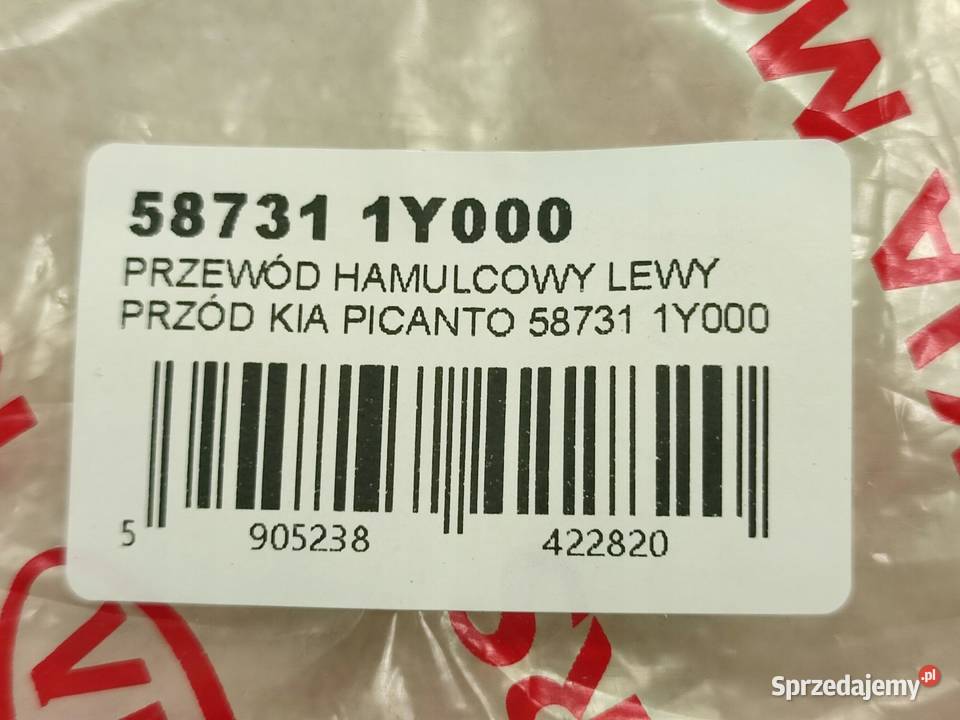 58731 1Y000
PRZEWÓD HAMULCOWY LEWY
PRZÓD KIA PICANTO 58731 1Y000
5 905238 422820
Sprzedajemy.pl